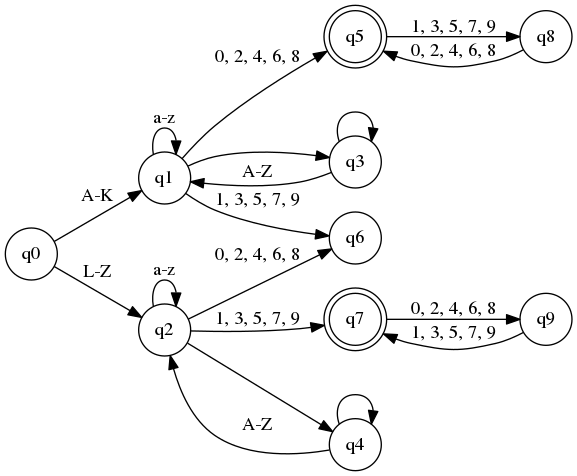 q5
1, 3, 5, 7, 9
q8
0, 2, 4, 6, 8
0, 2, 4, 6, 8
a-z
q1
q3
A-Z
1, 3, 5, 7, 9
A-K
q6
q0
0, 2, 4, 6, 8
L-Z
a-z
q2
1, 3, 5, 7, 9
q7
0, 2, 4, 6, 8
q9
1, 3, 5, 7, 9
A-Z
q4